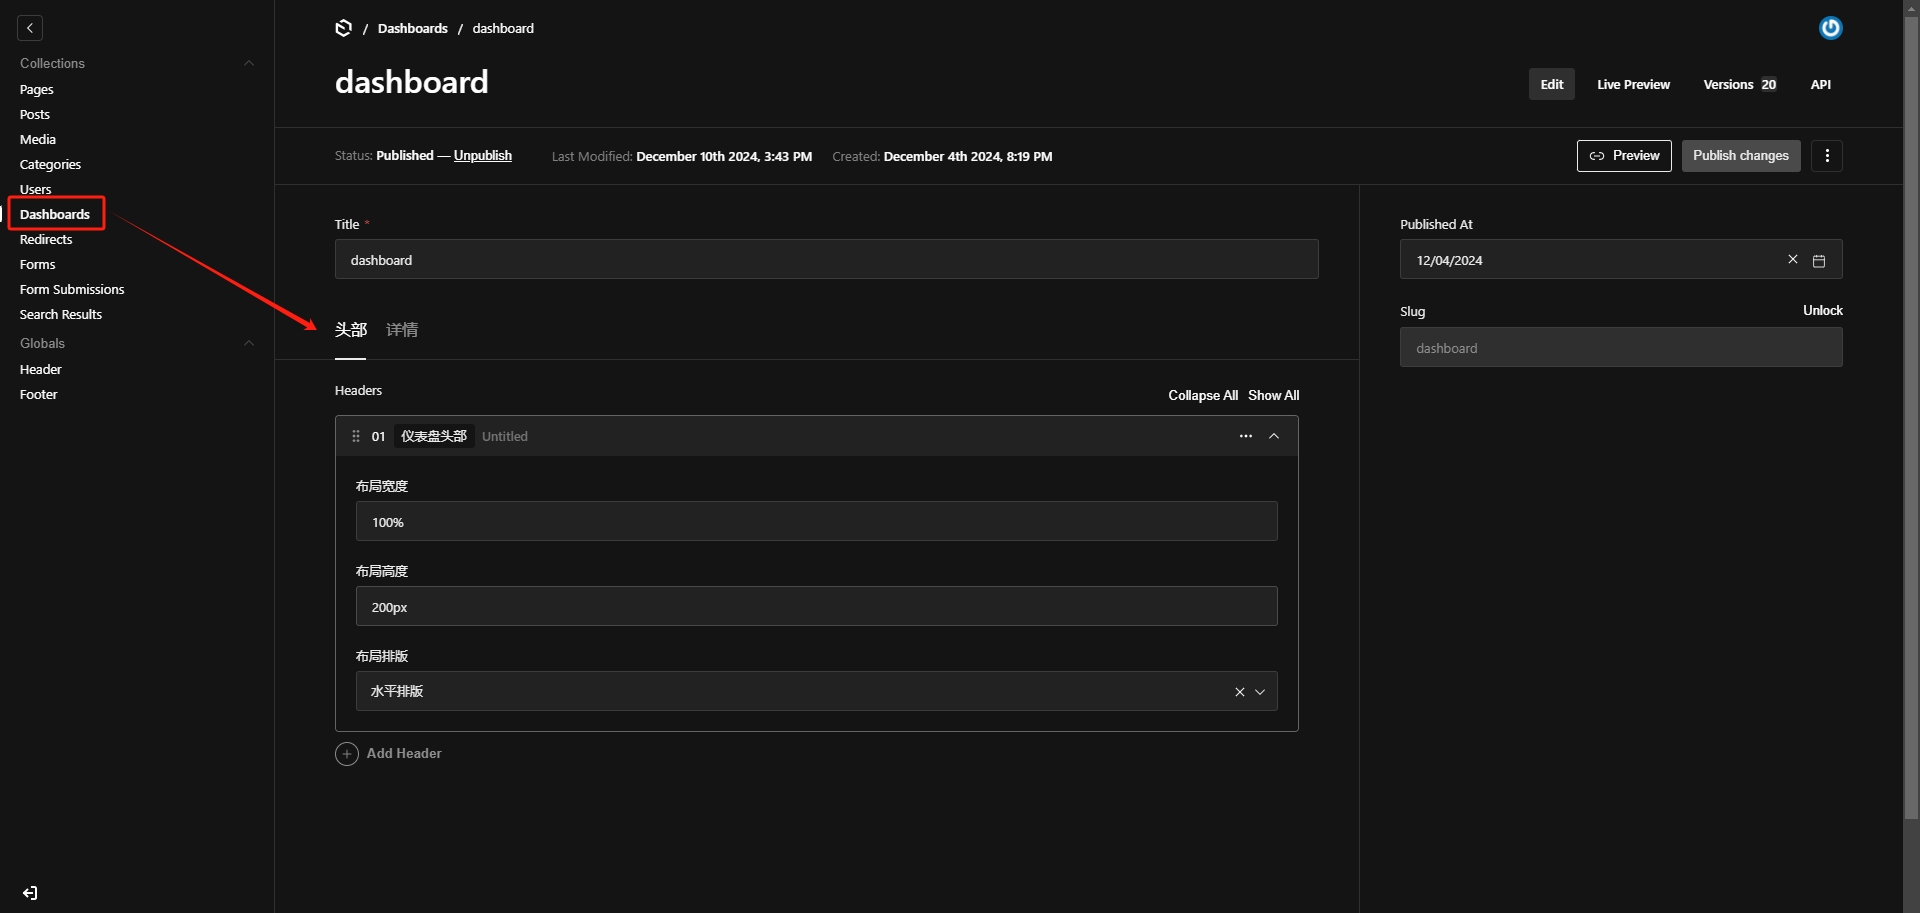 Collections
Pages
Posts
Media
Categories
Users
Dashboards
Redirects
Forms
Form Submissions
Search Results
Globals
Header
Footer
/ Dashboards / dashboard
dashboard
Edit Live Preview Versions 20 API
Status: Published — Unpublish Last Modified: December 10th 2024, 3:43 PM Created: December 4th 2024, 8:19 PM
Preview Publish changes
Title *
dashboard
头部 详情
Headers
Collapse All Show All
01 仪表盘头部 Untitled
布局宽度
100%
布局高度
200px
布局排版
水平排版
Add Header
Published At
12/04/2024
Slug Unlock
dashboard